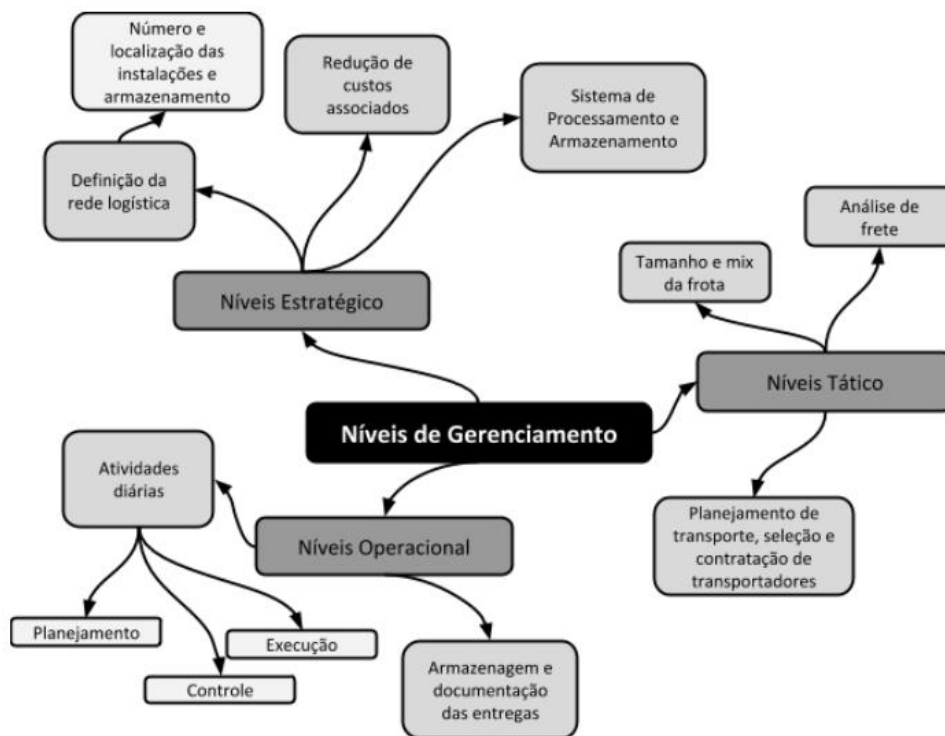 Número e
localização das
instalações e
armazenamento
Redução de
custos
associados
Sistema de
Processamento e
Armazenamento
Definição da
rede logística
Análise de
frete
Tamanho e mix
da frota
Níveis Estratégico
Níveis Tático
Níveis de Gerenciamento
Atividades
diárias
Níveis Operacional
Planejamento de
transporte, seleção e
contratação de
transportadores
Planejamento
Execução
Controle
Armazenagem e
documentação
das entregas